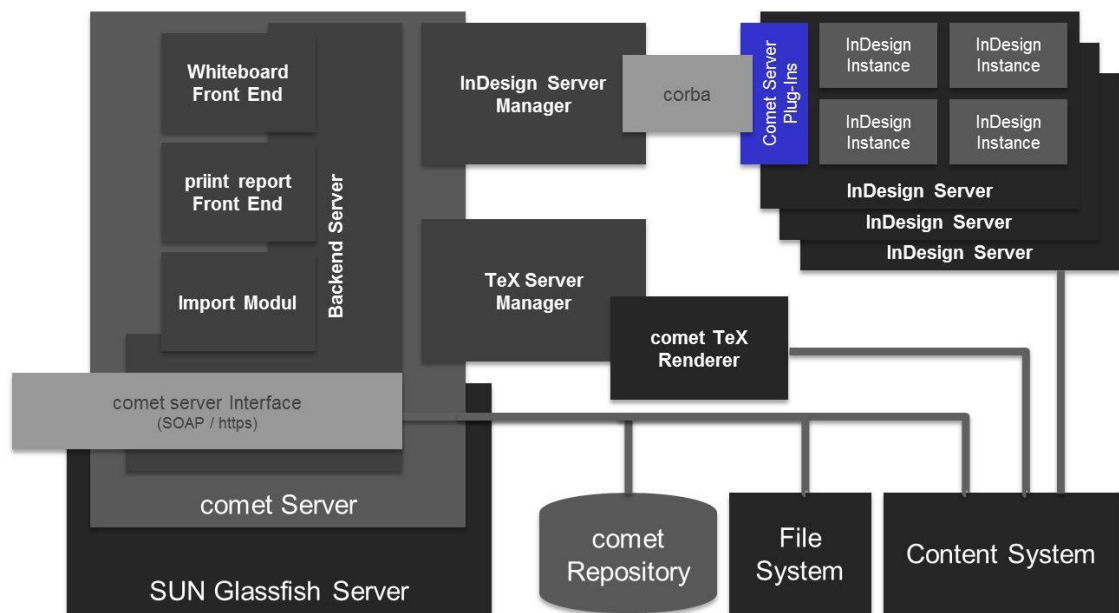 Whiteboard
Front End
priint report
Front End
Import Modul
Backend Server
comet server Interface
(SOAP / https)
comet Server
SUN Glassfish Server
InDesign Server
Manager
corba
Comet Server
Plug-Ins
InDesign
Instance
InDesign
Instance
InDesign
Instance
InDesign
Instance
InDesign Server
InDesign Server
InDesign Server
TeX Server
Manager
comet TeX
Renderer
comet
Repository
File
System
Content System